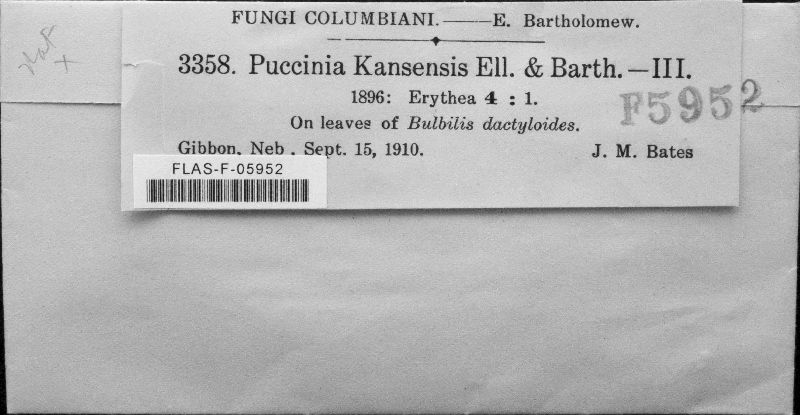 FUNGI COLUMBIANI.——E. Bartholomew.
3358. Puccinia Kansensis Ell. & Barth.—III.
1896: Erythea 4 : 1.
F5952
On leaves of Bulbilis dactyloides.
Gibbon, Neb. Sept. 15, 1910. J. M. Bates
FLAS-F-05952